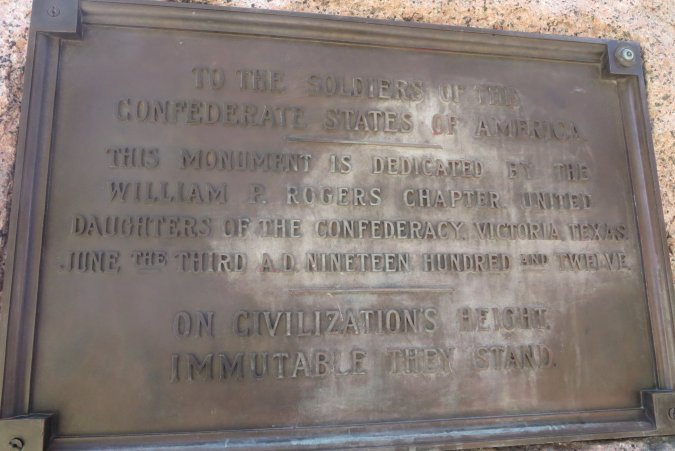 TO THE SOLDIERS OF THE
CONFEDERATE STATES OF AMERICA
THIS MONUMENT IS DEDICATED BY THE
WILLIAM P. ROGERS CHAPTER, UNITED
DAUGHTERS OF THE CONFEDERACY, VICTORIA, TEXAS.
JUNE, THE THIRD A.D. NINETEEN HUNDRED AND TWELVE.
ON CIVILIZATION'S HEIGHT,
IMMUTABLE THEY STAND.